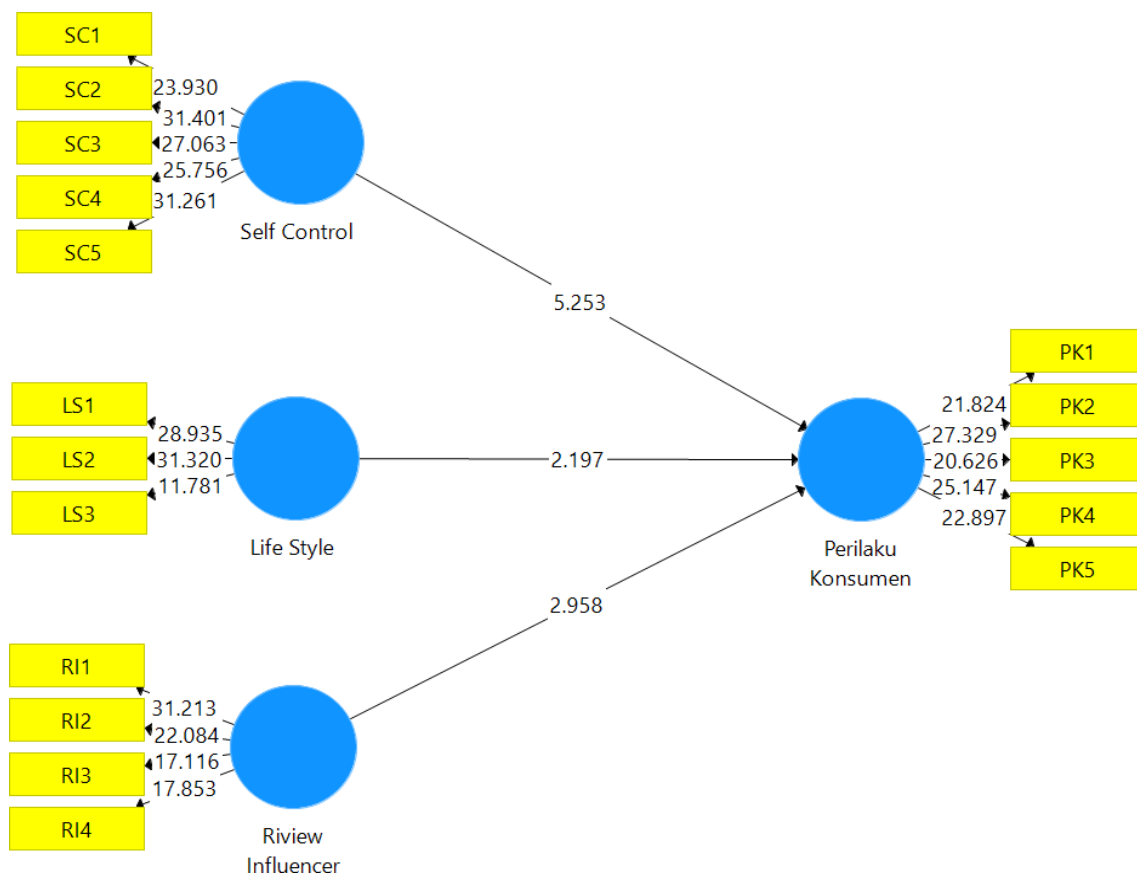 SC1
SC2
SC3
SC4
SC5
23.930
31.401
27.063
25.756
31.261
Self Control
5.253
LS1
LS2
LS3
28.935
31.320
11.781
Life Style
2.197
RI1
RI2
RI3
RI4
31.213
22.084
17.116
17.853
Riview
Influencer
2.958
Perilaku
Konsumen
21.824
27.329
20.626
25.147
22.897
PK1
PK2
PK3
PK4
PK5